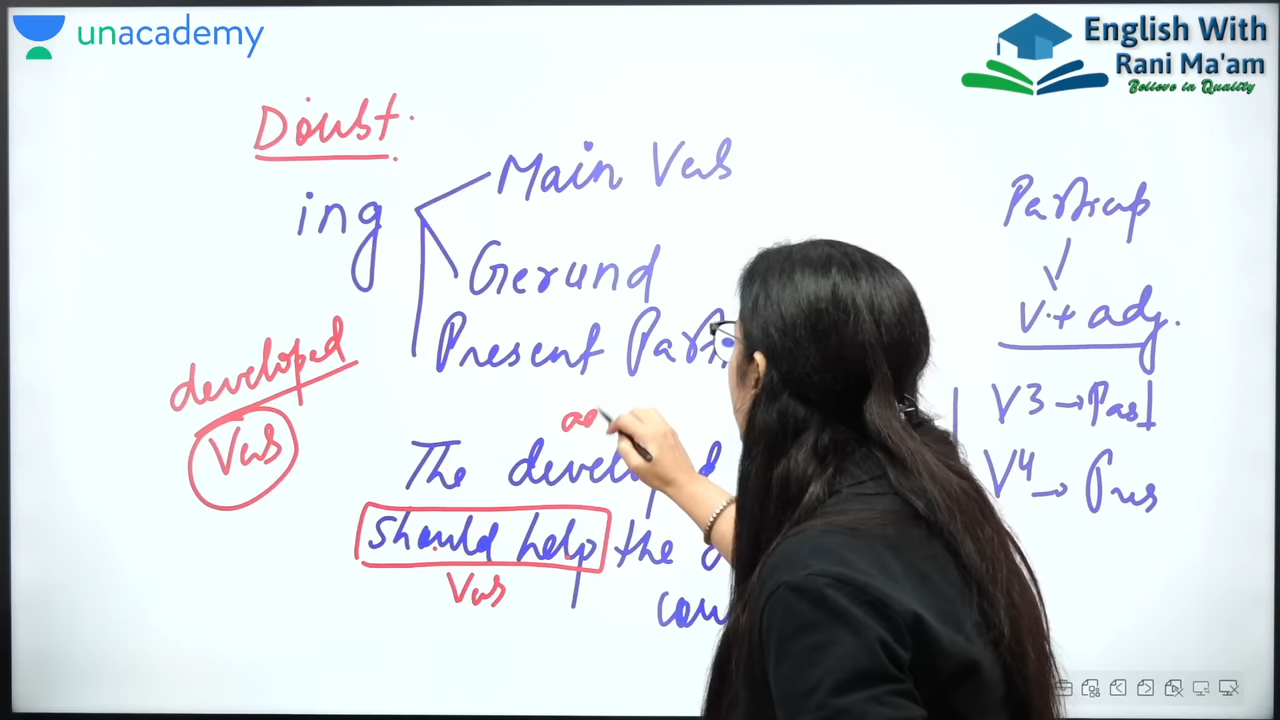 unacademy
English With
Rani Ma'am
Believe in Quality
Doubt.
ing
Main Verb
Gerund
Present Part
developed
Verb
The
should help the
Verb
Particip
V + adj.
V3 → Past
V4 → Pres